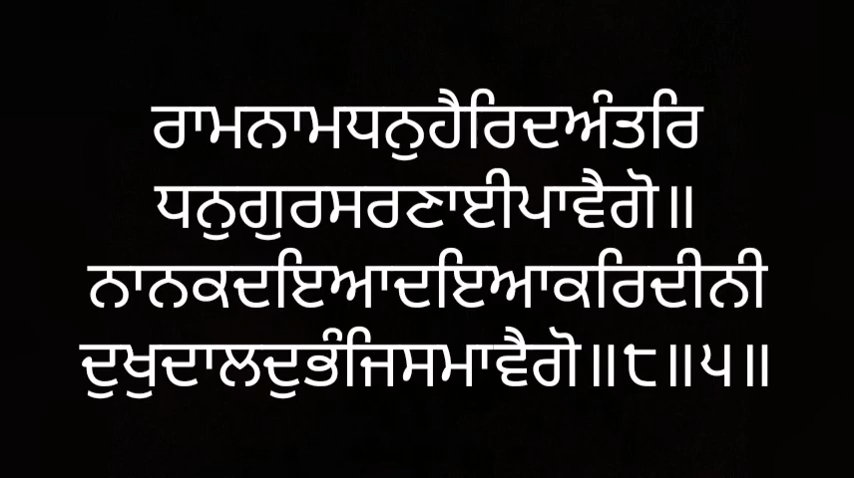 ਰਾਮਨਾਮਧਨੁਹੈਰਿਦਅੰਤਰਿ
ਧਨੁਗੁਰਸਰਣਾਈਪਾਵੈਗੋ॥
ਨਾਨਕਦਇਆਦਇਆਕਰਿਦੀਨੀ
ਦੁਖੁਦਾਲਦੁਭੰਜਿਸਮਾਵੈਗੋ॥੮॥੫॥